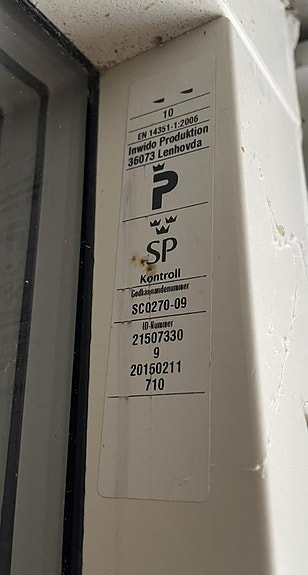 10
EN 14351-1:2006
Inwido Produktion
36073 Lenhovda
P
SP
Kontroll
Godkännandenummer
SC0270-09
ID-Nummer
21507330
9
20150211
710